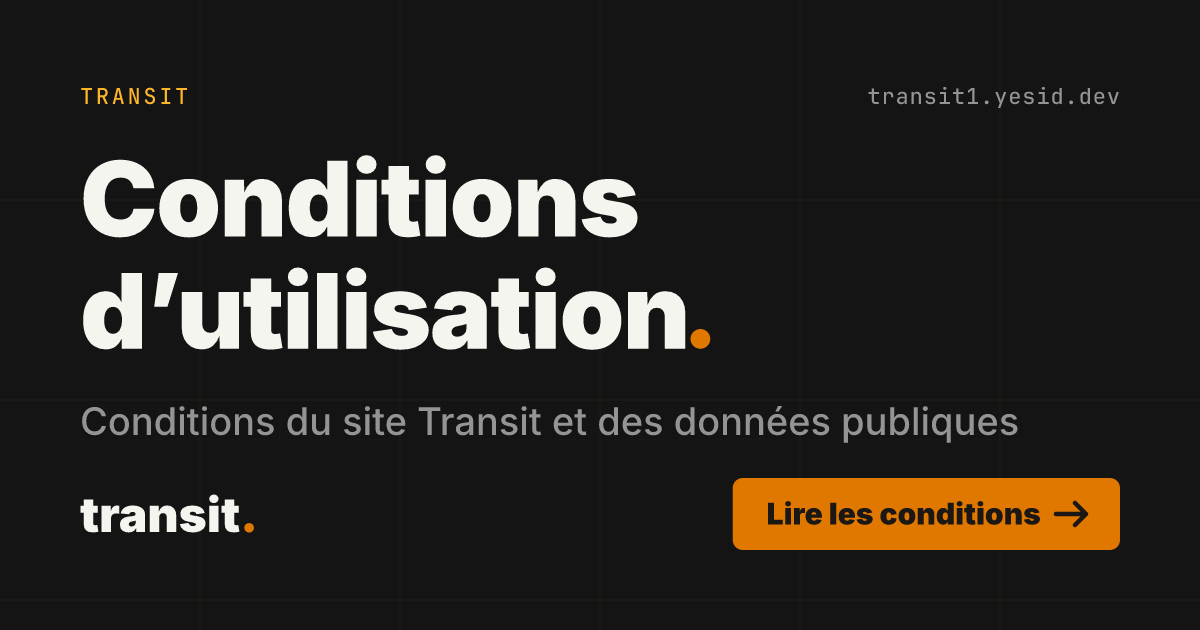 TRANSIT
transit1.yesid.dev
Conditions
d’utilisation.
Conditions du site Transit et des données publiques
transit.
Lire les conditions →